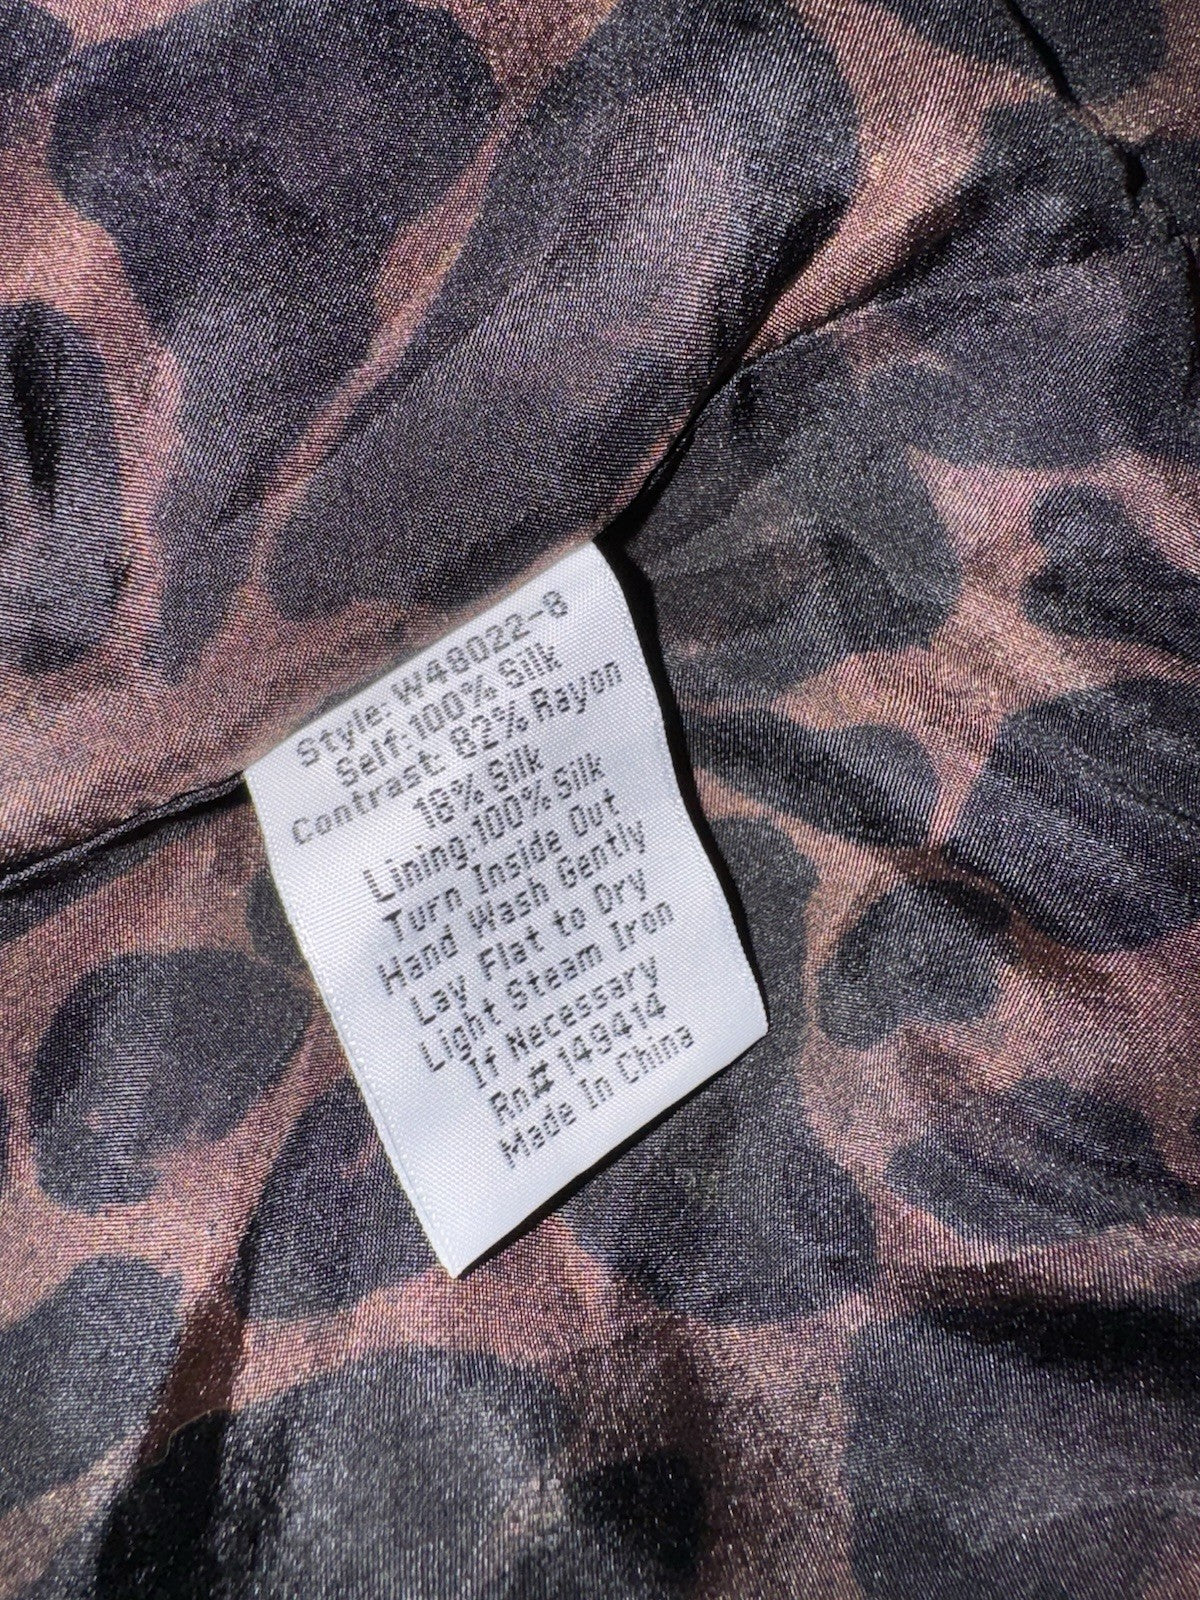 Style: W48022-8
Self: 100% Silk
Contrast: 82% Rayon
18% Silk
Lining:100% Silk
Turn Inside Out
Hand Wash Gently
Lay Flat to Dry
Light Steam Iron
If Necessary
Rn# 149414
Made In China